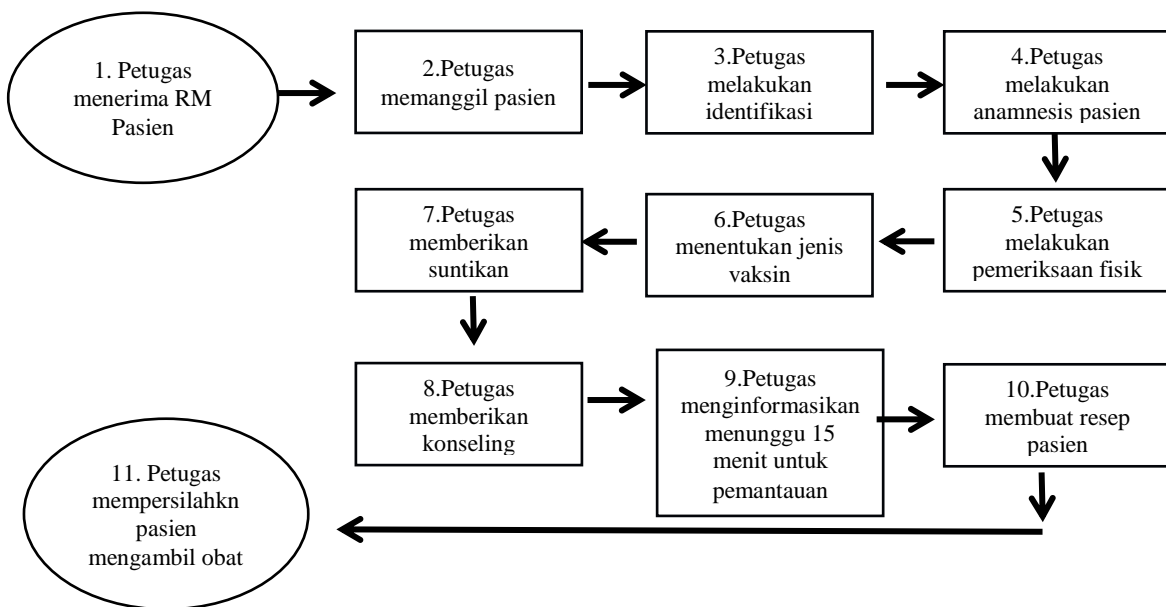 1. Petugas
menerima RM
Pasien
2.Petugas
memanggil pasien
3.Petugas
melakukan
identifikasi
4.Petugas
melakukan
anamnesis pasien
5.Petugas
melakukan
pemeriksaan fisik
6.Petugas
menentukan jenis
vaksin
7.Petugas
memberikan
suntikan
8.Petugas
memberikan
konseling
9.Petugas
menginformasikan
menunggu 15
menit untuk
pemantauan
10.Petugas
membuat resep
pasien
11. Petugas
mempersilahkn
pasien
mengambil obat